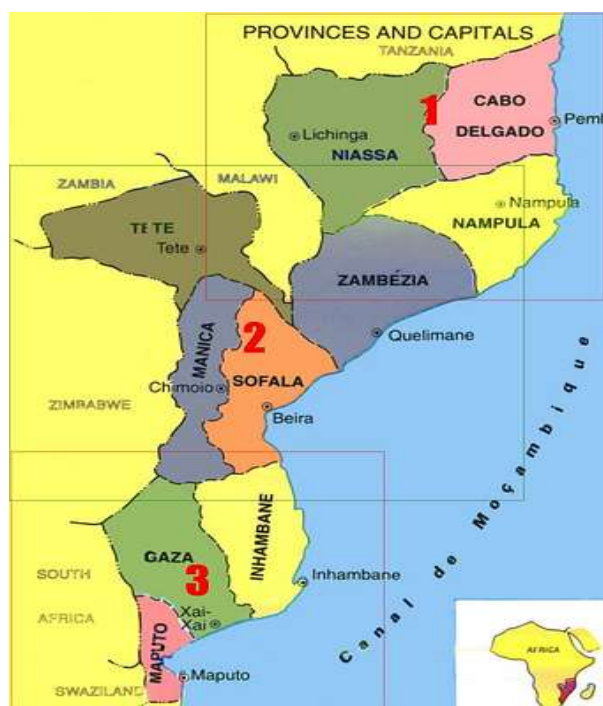 PROVINCES AND CAPITALS
TANZANIA
1
CABO
DELGADO
Pemb
Lichinga
NIASSA
ZAMBIA
MALAWI
Nampula
NAMPULA
TETE
Tete
ZAMBÉZIA
MANICA
2
Quelimane
Chimoio
SOFALA
ZIMBABWE
Beira
Canal de Moçambique
GAZA
INHAMBANE
3
SOUTH
AFRICA
Inhambane
Xai-
Xai
MAPUTO
Maputo
SWAZILAND
AFRICA